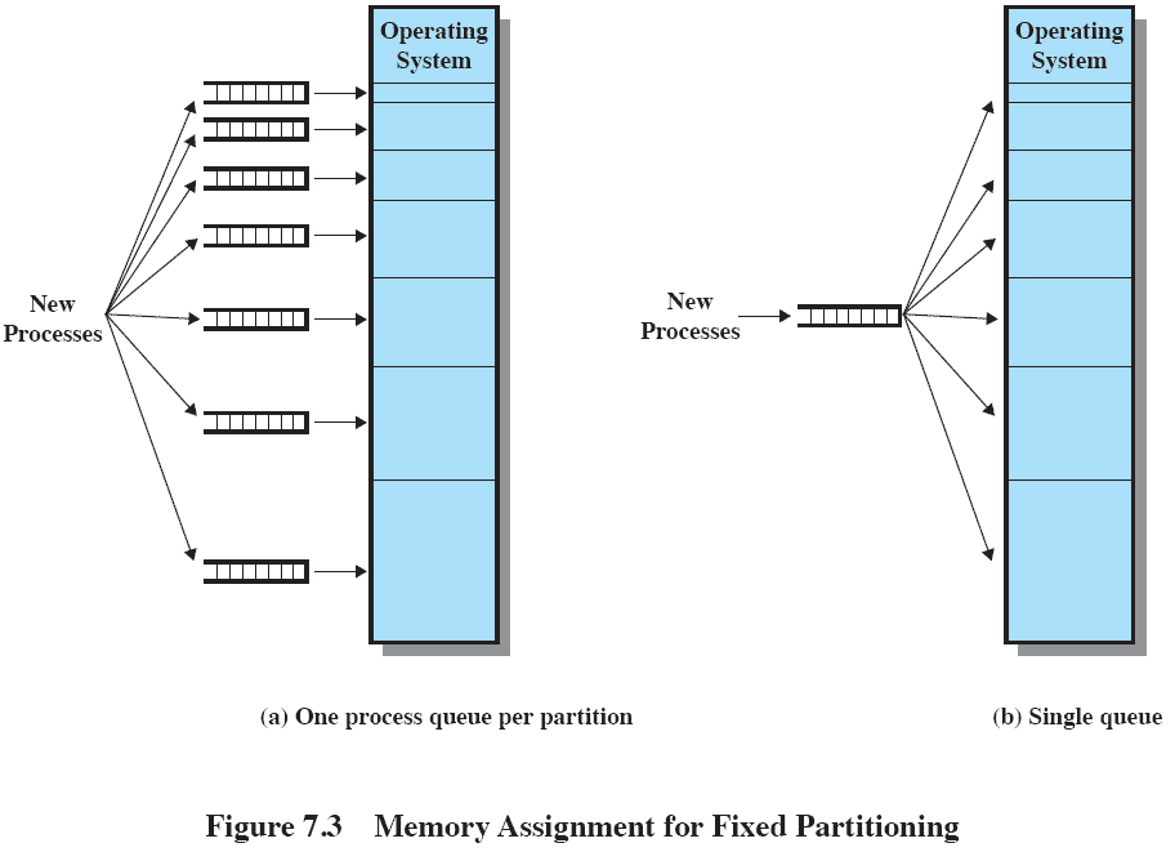 Operating
System
New
Processes
(a) One process queue per partition
Operating
System
New
Processes
(b) Single queue
Figure 7.3 Memory Assignment for Fixed Partitioning